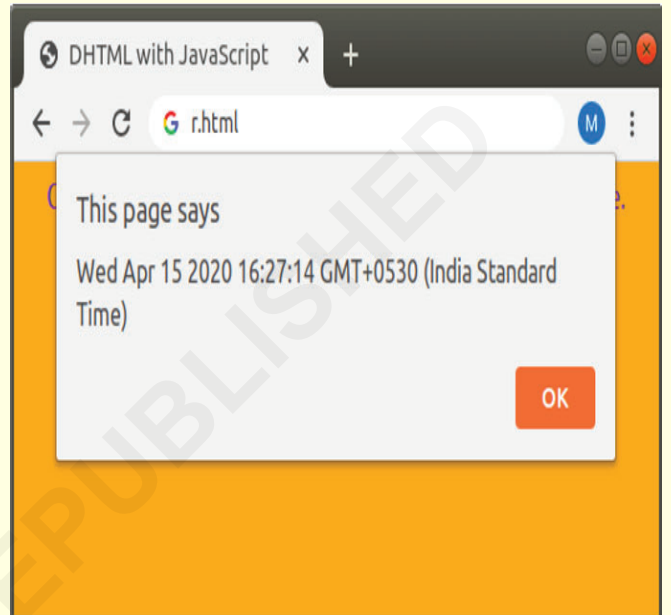 DHTML with JavaScript × +
G r.html M
This page says
Wed Apr 15 2020 16:27:14 GMT+0530 (India Standard
Time)
OK